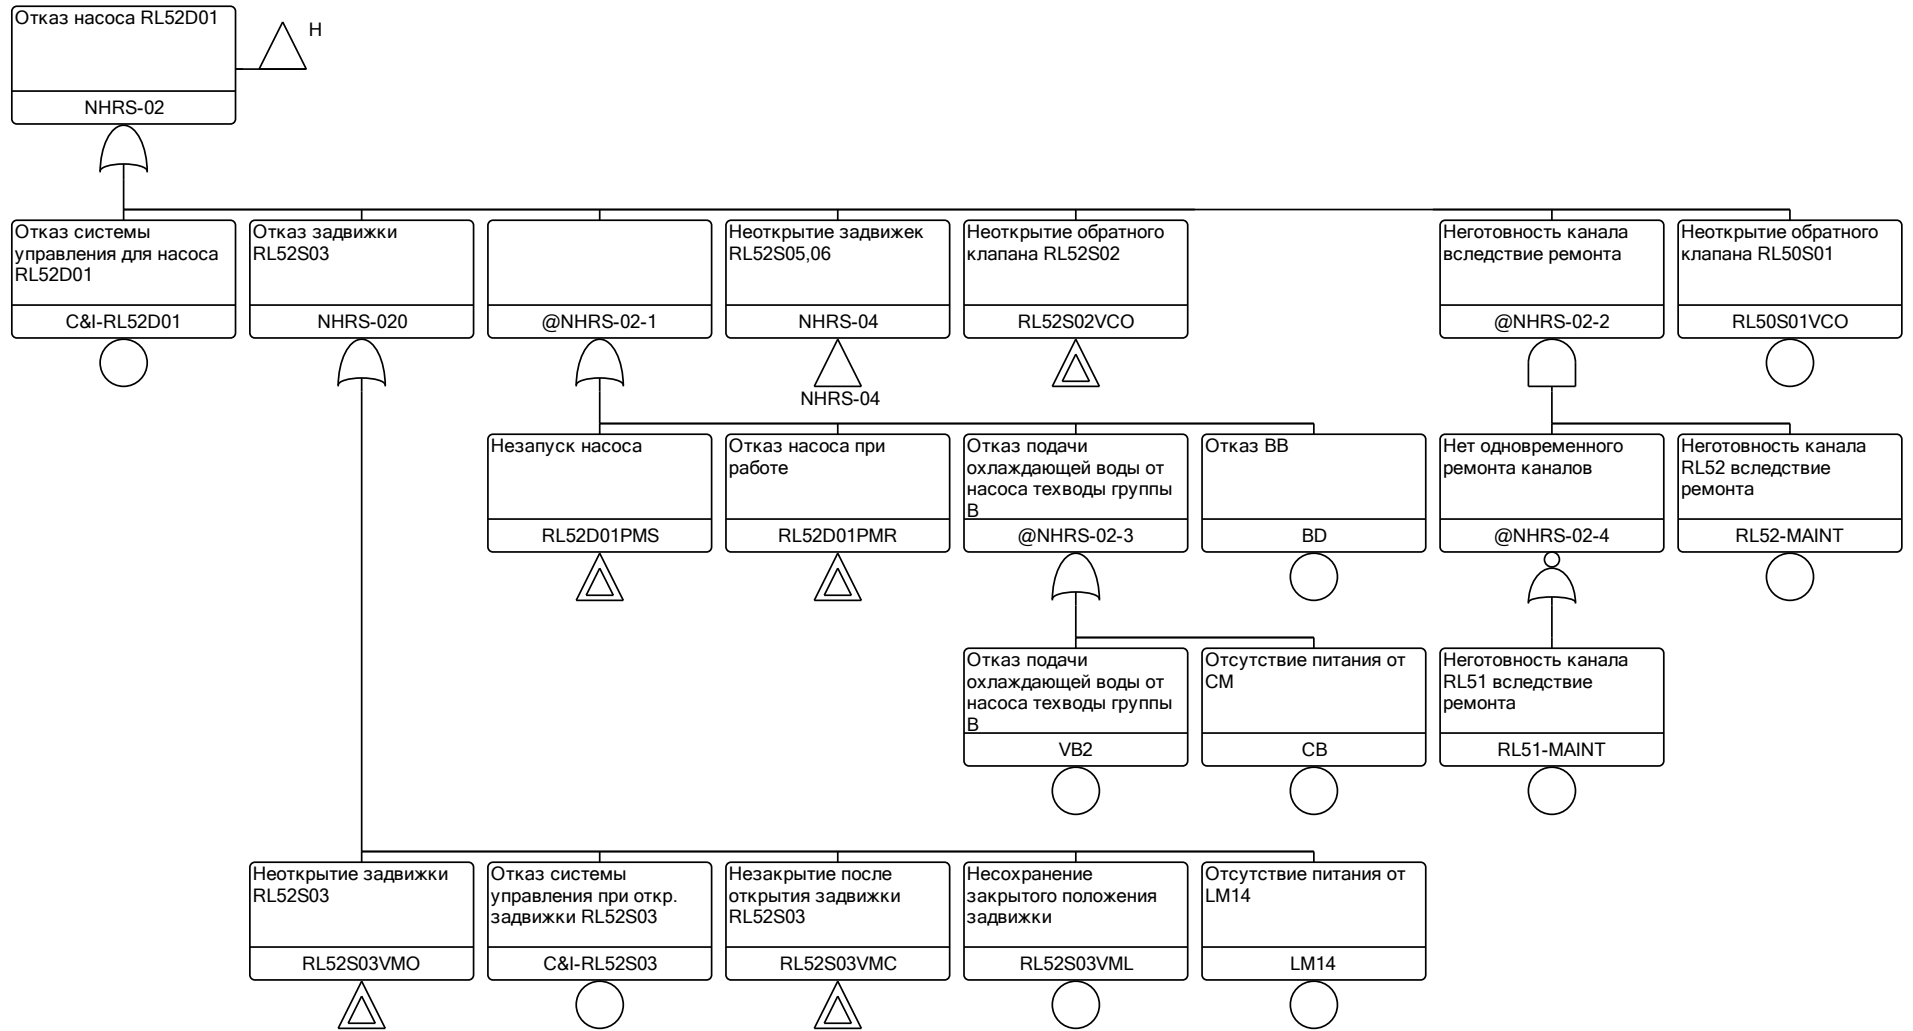 Отказ насоса RL52D01
NHRS-02
H
Отказ системы
управления для насоса
RL52D01
C&I-RL52D01
Отказ задвижки
RL52S03
NHRS-020
@NHRS-02-1
Неоткрытие задвижек
RL52S05,06
NHRS-04
NHRS-04
Неоткрытие обратного
клапана RL52S02
RL52S02VCO
Неготовность канала
вследствие ремонта
@NHRS-02-2
Неоткрытие обратного
клапана RL50S01
RL50S01VCO
Незапуск насоса
RL52D01PMS
Отказ насоса при
работе
RL52D01PMR
Отказ подачи
охлаждающей воды от
насоса техводы группы
В
@NHRS-02-3
Отказ ВВ
BD
Нет одновременного
ремонта каналов
@NHRS-02-4
Неготовность канала
RL52 вследствие
ремонта
RL52-MAINT
Отказ подачи
охлаждающей воды от
насоса техводы группы
В
VB2
Отсутствие питания от
СМ
CB
Неготовность канала
RL51 вследствие
ремонта
RL51-MAINT
Неоткрытие задвижки
RL52S03
RL52S03VMO
Отказ системы
управления при откр.
задвижки RL52S03
C&I-RL52S03
Незакрытие после
открытия задвижки
RL52S03
RL52S03VMC
Несохранение
закрытого положения
задвижки
RL52S03VML
Отсутствие питания от
LM14
LM14